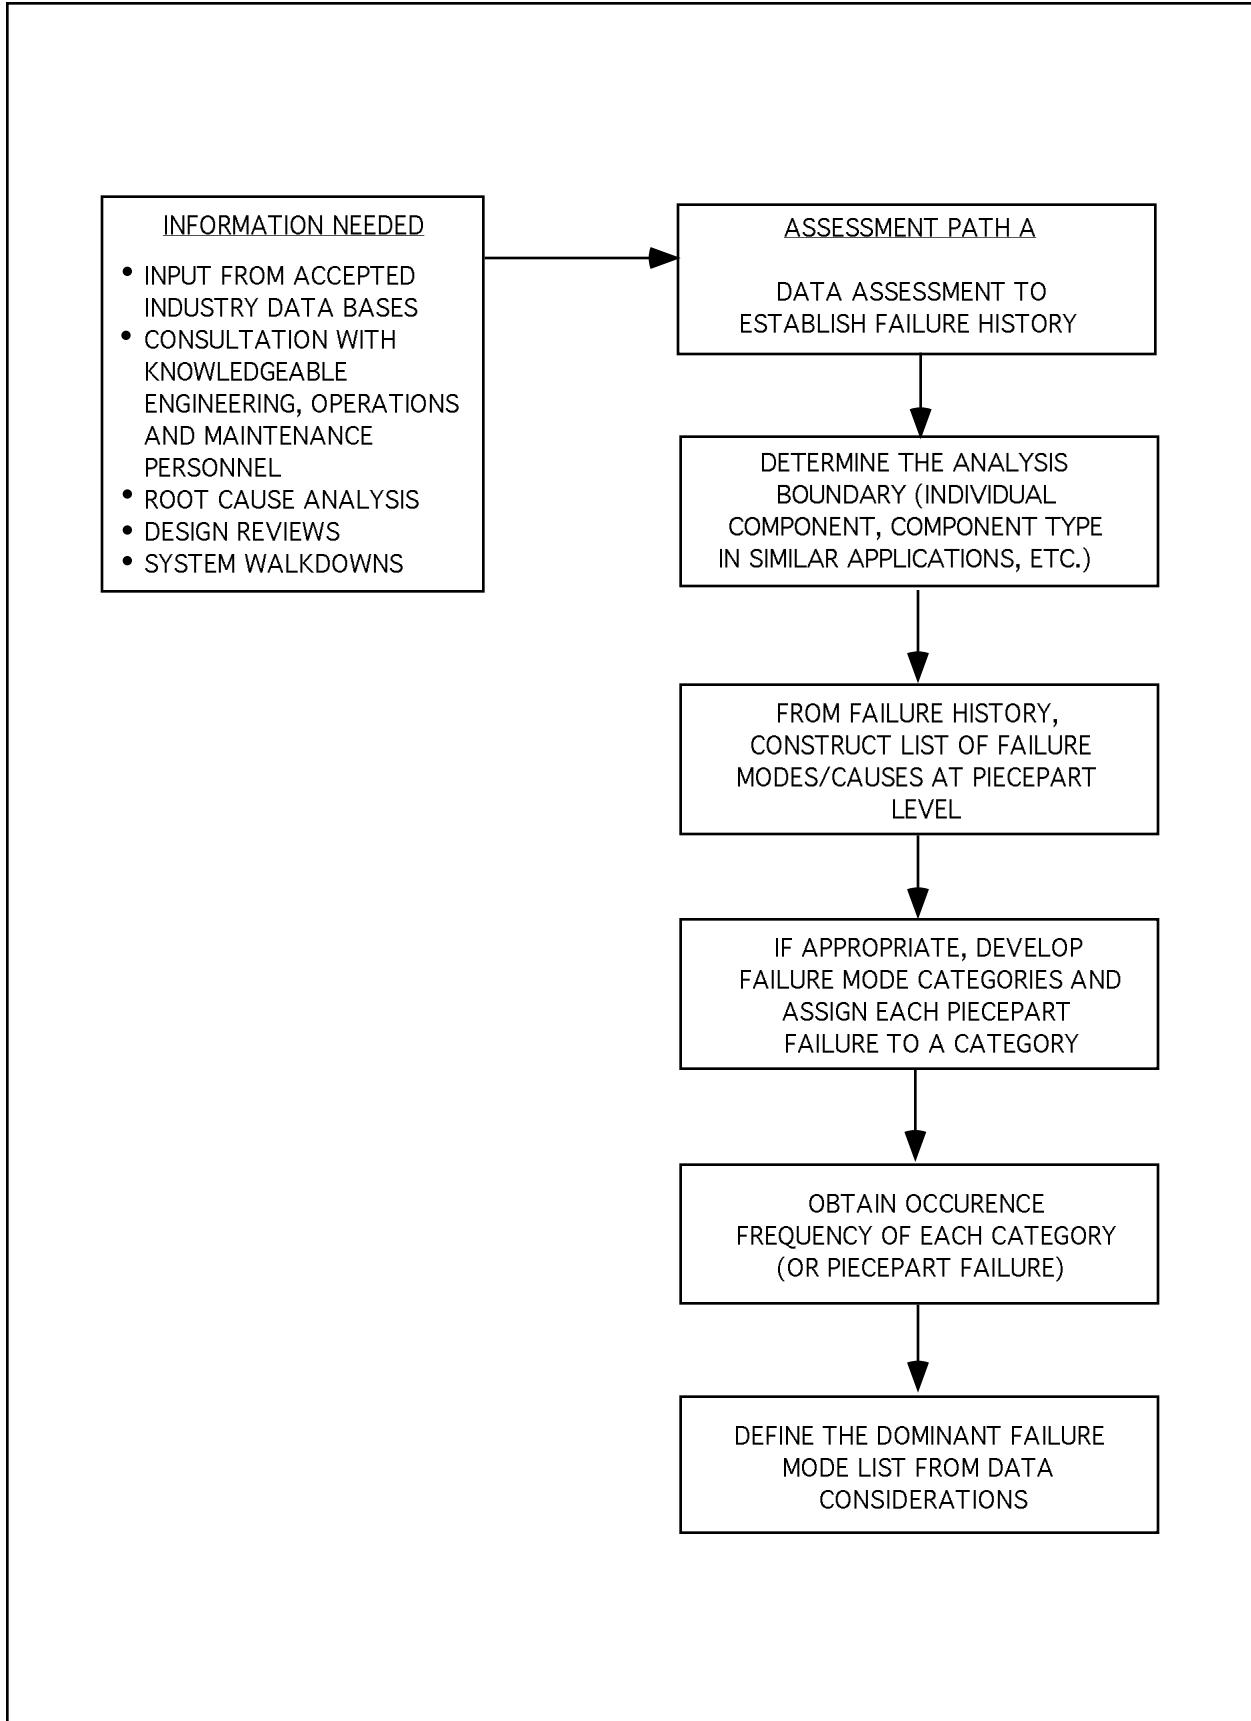 INFORMATION NEEDED
• INPUT FROM ACCEPTED
INDUSTRY DATA BASES
• CONSULTATION WITH
KNOWLEDGEABLE
ENGINEERING, OPERATIONS
AND MAINTENANCE
PERSONNEL
• ROOT CAUSE ANALYSIS
• DESIGN REVIEWS
• SYSTEM WALKDOWNS
ASSESSMENT PATH A
DATA ASSESSMENT TO
ESTABLISH FAILURE HISTORY
DETERMINE THE ANALYSIS
BOUNDARY (INDIVIDUAL
COMPONENT, COMPONENT TYPE
IN SIMILAR APPLICATIONS, ETC.)
FROM FAILURE HISTORY,
CONSTRUCT LIST OF FAILURE
MODES/CAUSES AT PIECEPART
LEVEL
IF APPROPRIATE, DEVELOP
FAILURE MODE CATEGORIES AND
ASSIGN EACH PIECEPART
FAILURE TO A CATEGORY
OBTAIN OCCURENCE
FREQUENCY OF EACH CATEGORY
(OR PIECEPART FAILURE)
DEFINE THE DOMINANT FAILURE
MODE LIST FROM DATA
CONSIDERATIONS